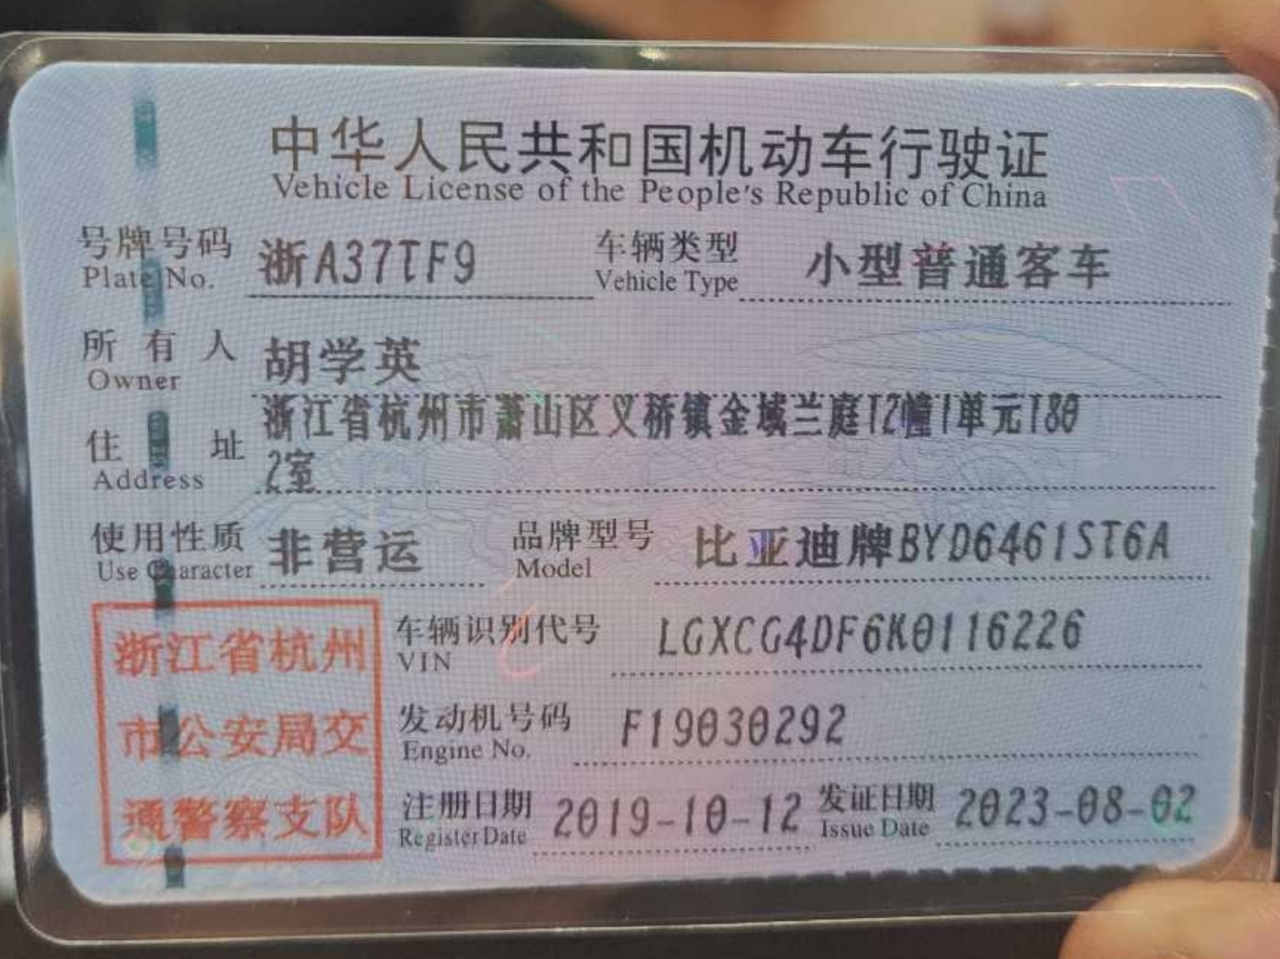 中华人民共和国机动车行驶证
Vehicle License of the People's Republic of China
号牌号码 浙A37TF9 车辆类型 小型普通客车
Plate No. Vehicle Type
所有人 胡学英
Owner
住址 浙江省杭州市萧山区义桥镇金域兰庭12幢1单元180
Address 2室
使用性质 非营运 品牌型号 比亚迪牌BYD6461ST6A
Use Character Model
浙江省杭州
市公安局交
通警察支队
车辆识别代号 LGXCG4DF6K0116226
VIN
发动机号码 F19030292
Engine No.
注册日期 2019-10-12 发证日期 2023-08-02
Register Date Issue Date